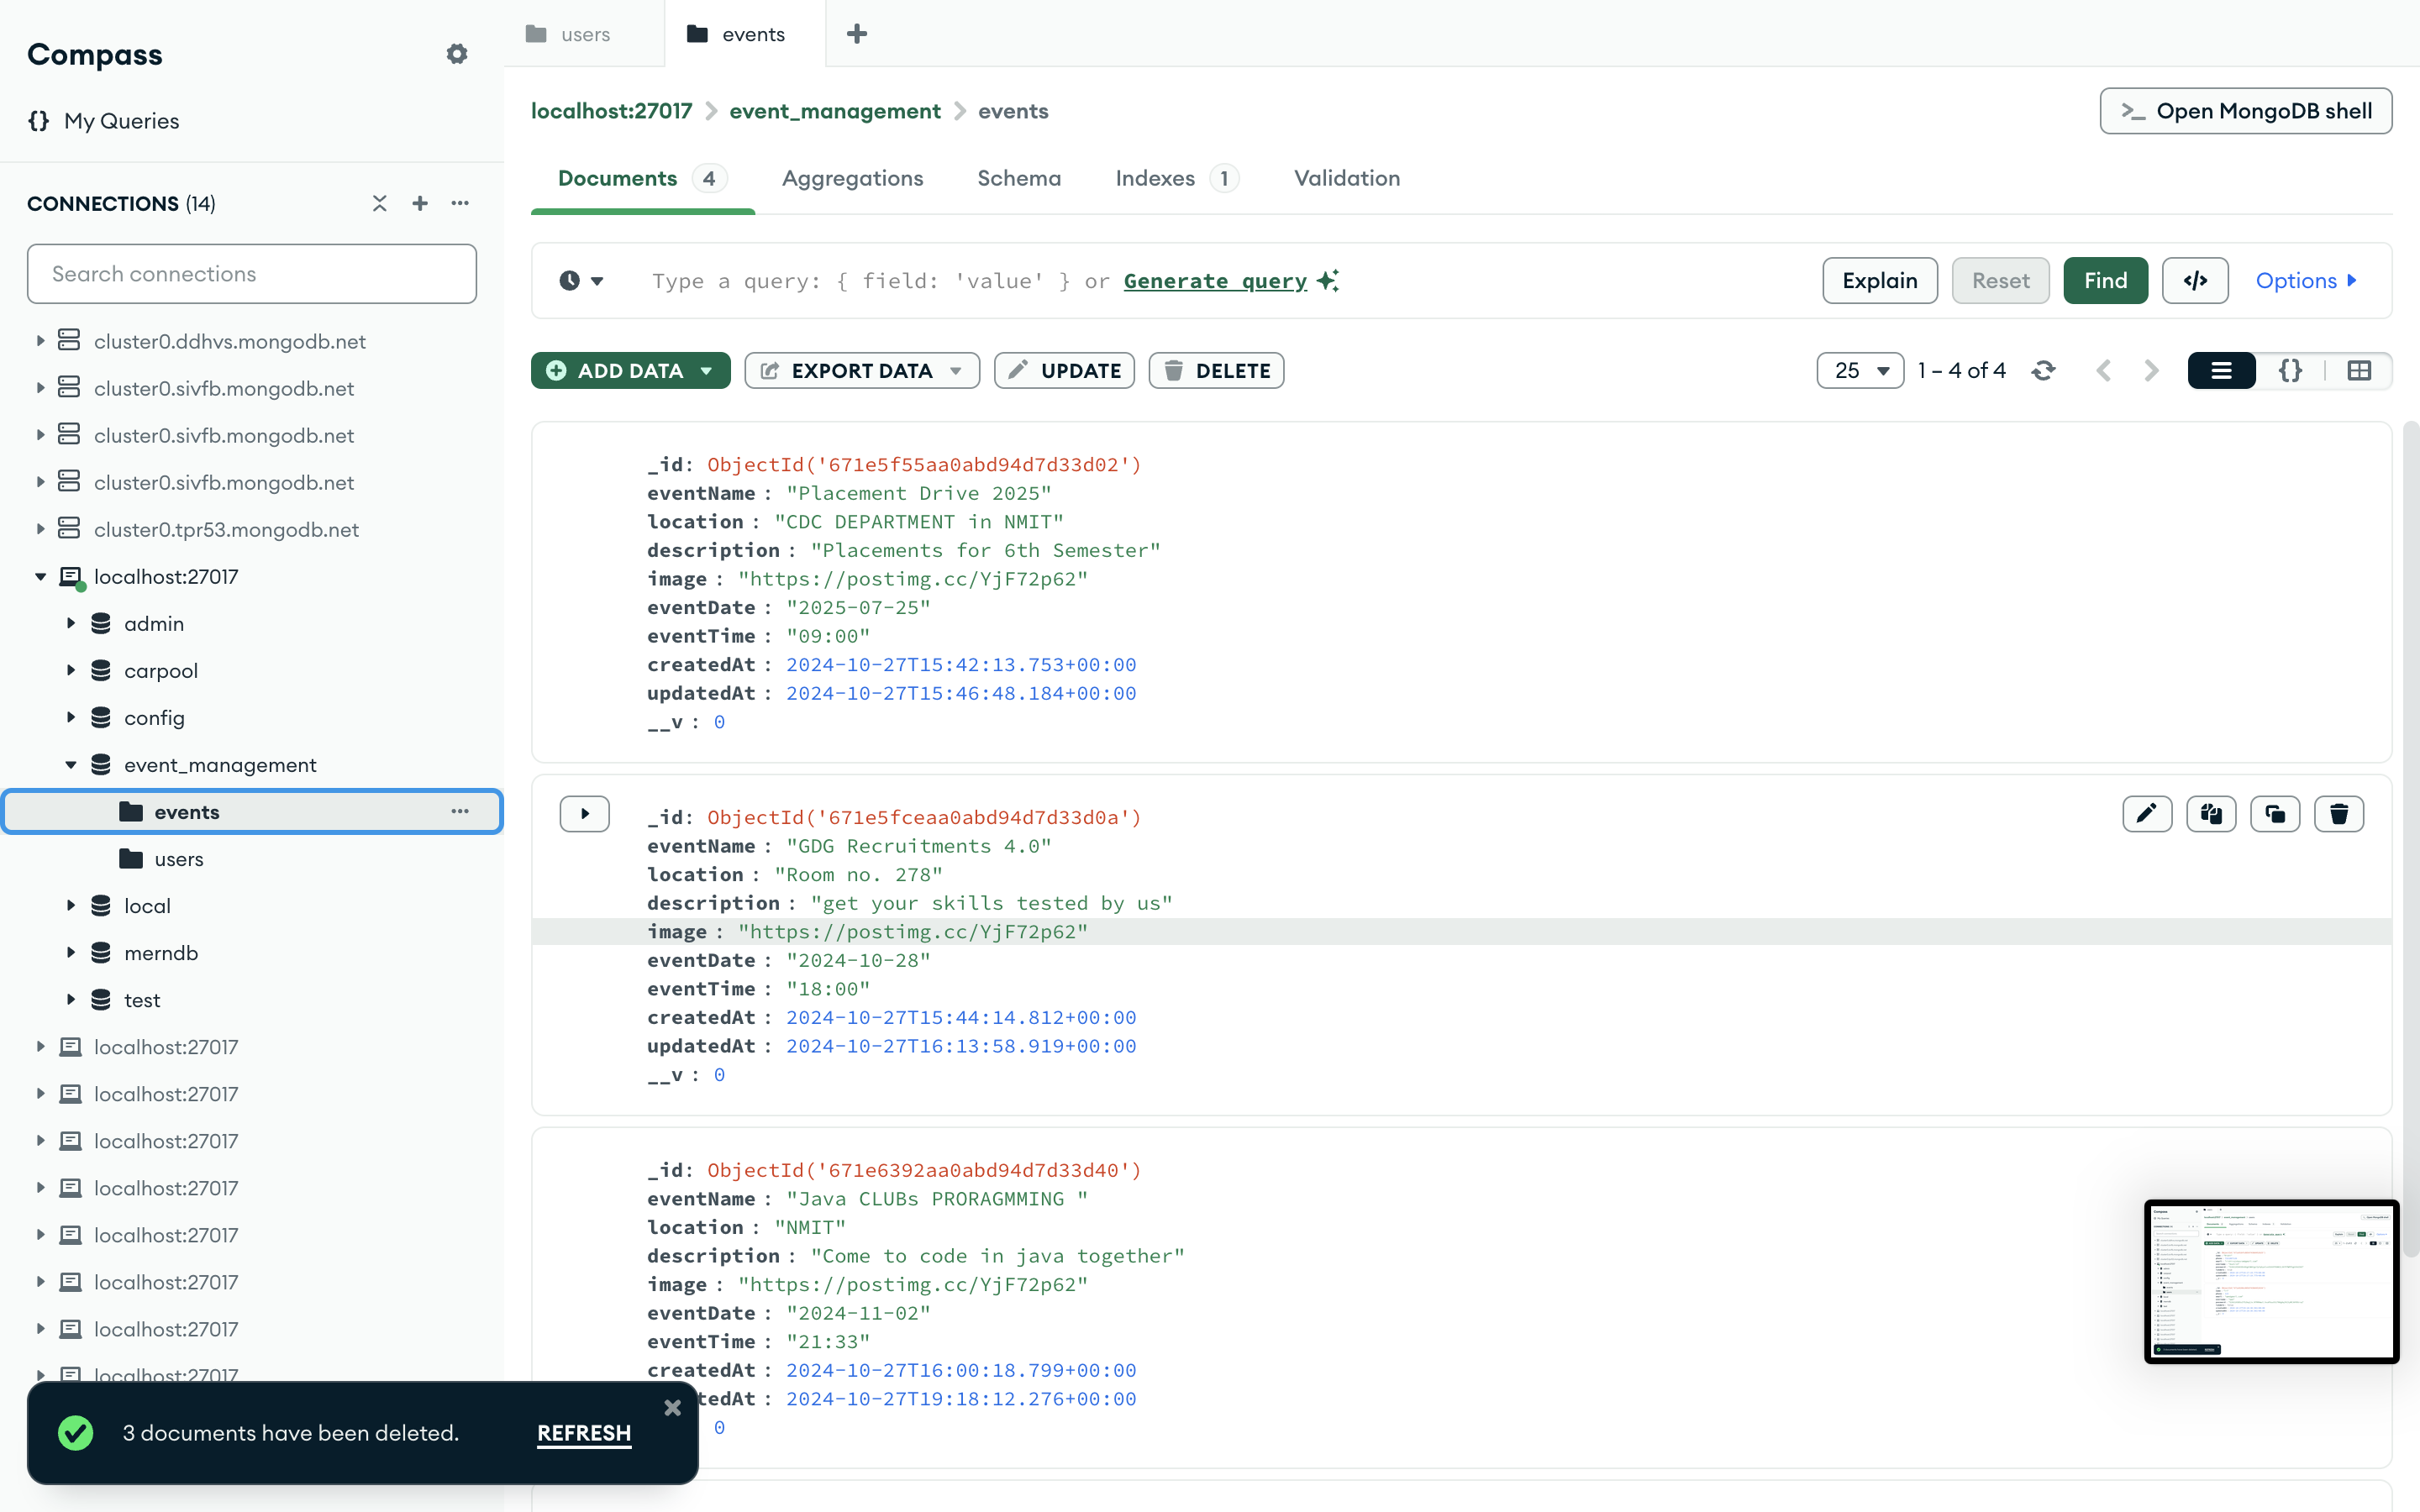 Compass
My Queries
CONNECTIONS (14)
Search connections
cluster0.ddhvs.mongodb.net
cluster0.sivfb.mongodb.net
cluster0.sivfb.mongodb.net
cluster0.sivfb.mongodb.net
cluster0.tpr53.mongodb.net
localhost:27017
admin
carpool
config
event_management
events
users
local
merndb
test
localhost:27017
localhost:27017
localhost:27017
localhost:27017
localhost:27017
localhost:27017
localhost:27017
localhost:27017
users
events
localhost:27017 > event_management > events
>_ Open MongoDB shell
Documents 4
Aggregations
Schema
Indexes 1
Validation
Type a query: { field: 'value' } or Generate query
Explain
Reset
Find
</>
Options
ADD DATA
EXPORT DATA
UPDATE
DELETE
25
1 – 4 of 4
{}
_id: ObjectId('671e5f55aa0abd94d7d33d02')
eventName : "Placement Drive 2025"
location : "CDC DEPARTMENT in NMIT"
description : "Placements for 6th Semester"
image : "https://postimg.cc/YjF72p62"
eventDate : "2025-07-25"
eventTime : "09:00"
createdAt : 2024-10-27T15:42:13.753+00:00
updatedAt : 2024-10-27T15:46:48.184+00:00
__v : 0
_id: ObjectId('671e5fceaa0abd94d7d33d0a')
eventName : "GDG Recruitments 4.0"
location : "Room no. 278"
description : "get your skills tested by us"
image : "https://postimg.cc/YjF72p62"
eventDate : "2024-10-28"
eventTime : "18:00"
createdAt : 2024-10-27T15:44:14.812+00:00
updatedAt : 2024-10-27T16:13:58.919+00:00
__v : 0
_id: ObjectId('671e6392aa0abd94d7d33d40')
eventName : "Java CLUBs PRORAGMMING "
location : "NMIT"
description : "Come to code in java together"
image : "https://postimg.cc/YjF72p62"
eventDate : "2024-11-02"
eventTime : "21:33"
createdAt : 2024-10-27T16:00:18.799+00:00
tedAt : 2024-10-27T19:18:12.276+00:00
0
3 documents have been deleted.
REFRESH